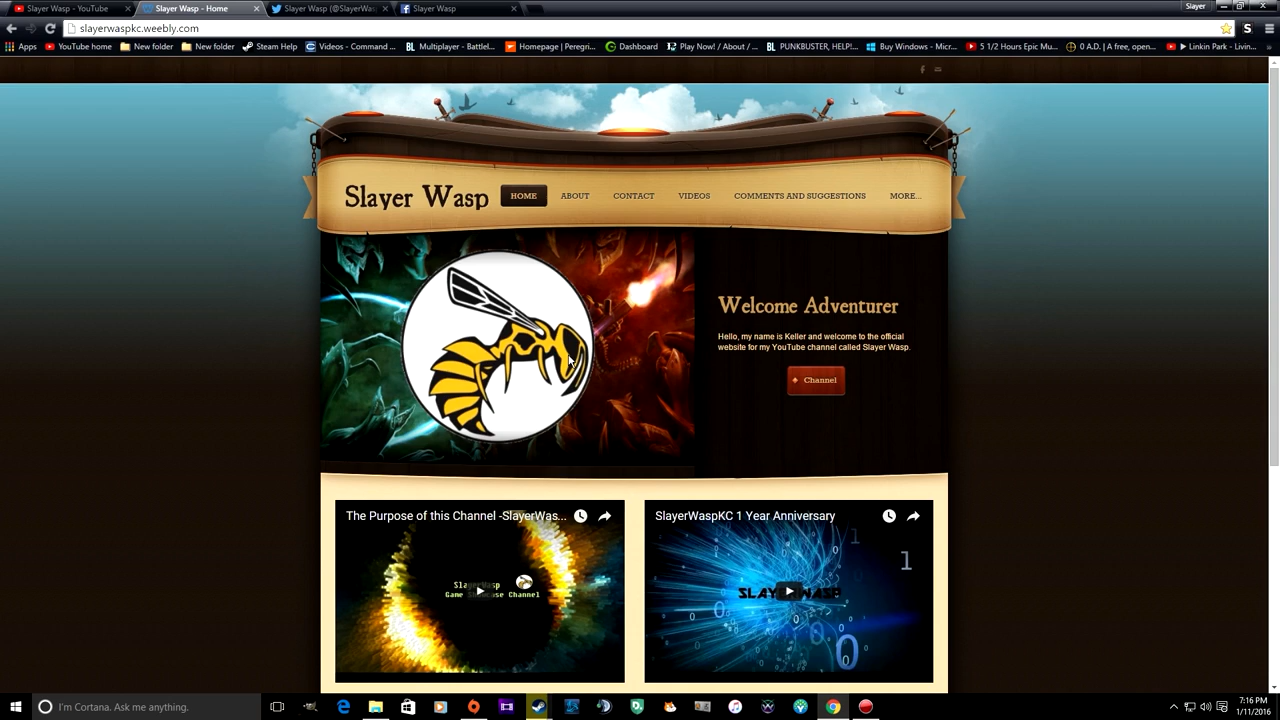 Slayer Wasp - YouTube
Slayer Wasp - Home
Slayer Wasp (@SlayerWas
Slayer Wasp
Slayer
slayerwaspkc.weebly.com
Apps
YouTube home
New folder
New folder
Steam Help
Videos - Command ...
Multiplayer - Battlel...
Homepage | Peregri...
Dashboard
Play Now! / About / ...
PUNKBUSTER, HELP!...
Buy Windows - Micr...
5 1/2 Hours Epic Mu...
0 A.D. | A free, open...
Linkin Park - Livin...
Slayer Wasp
HOME
ABOUT
CONTACT
VIDEOS
COMMENTS AND SUGGESTIONS
MORE...
Welcome Adventurer
Hello, my name is Keller and welcome to the official
website for my YouTube channel called Slayer Wasp.
Channel
The Purpose of this Channel -SlayerWas...
SlayerWasp
Game Showcase Channel
SlayerWaspKC 1 Year Anniversary
SLAYERWASP
I'm Cortana. Ask me anything.
7:16 PM
1/11/2016